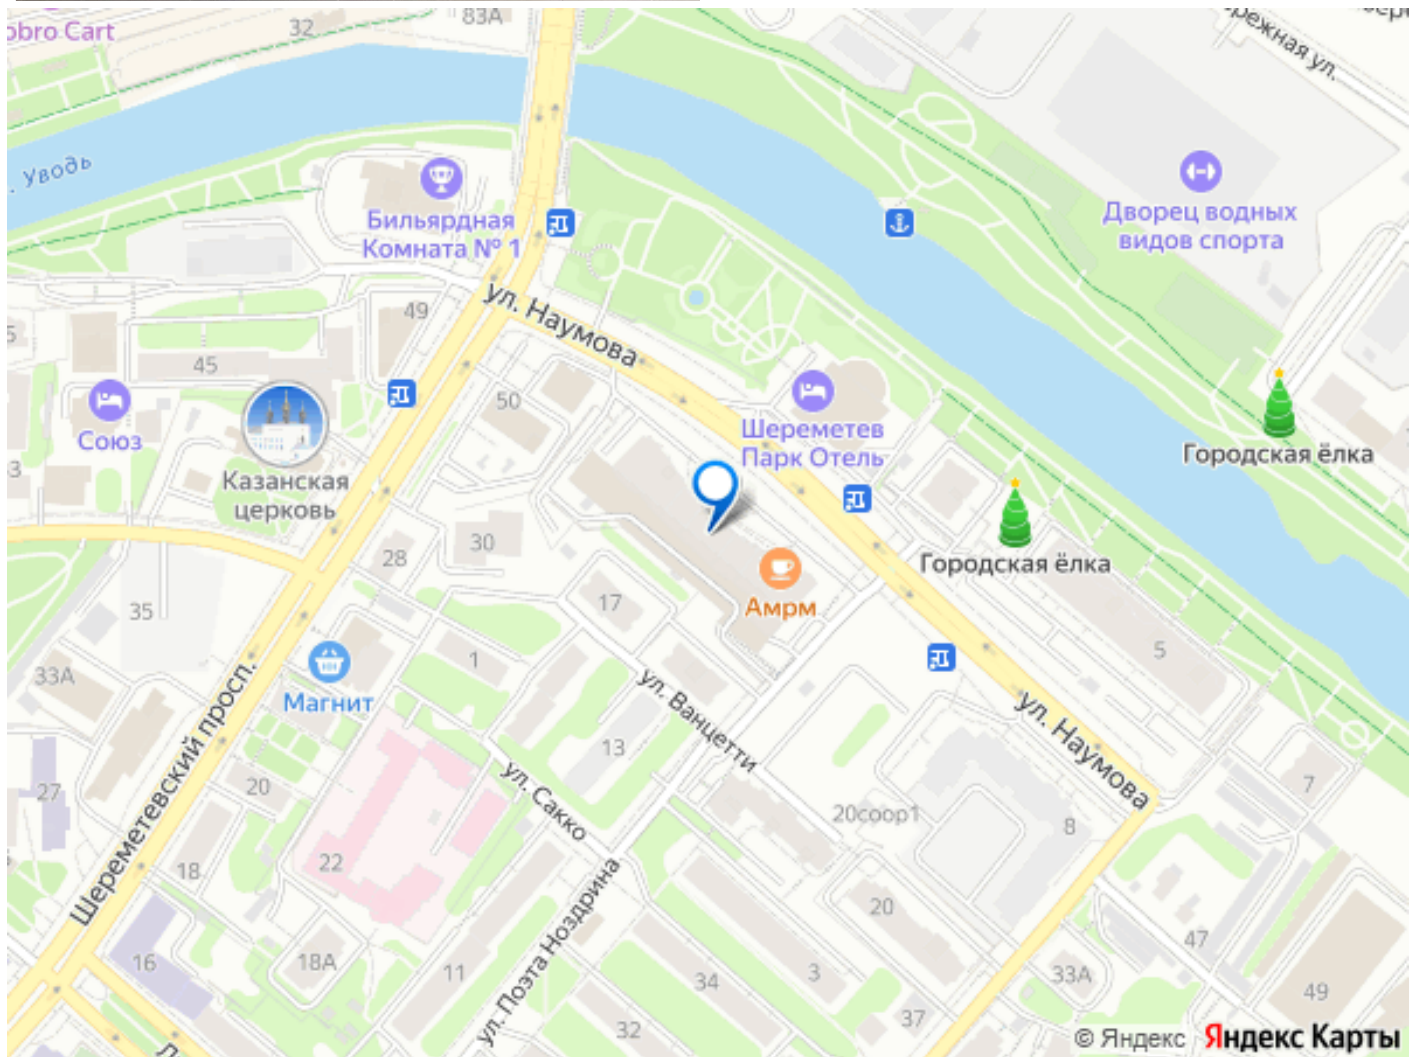 obro Cart
32
83А
ережная ул.
р. Уводь
Бильярдная
Комната № 1
Дворец водных
видов спорта
ул. Наумова
49
45
50
Союз
Казанская
церковь
Шереметев
Парк Отель
Городская ёлка
Городская ёлка
30
28
17
Амрм
35
1
Магнит
33А
5
ул. Ванцетти
ул. Наумова
13
27
20
Шереметевский просп.
ул. Сакко
20соор1
8
7
22
18
ул. Поэта Ноздрина
20
47
16
18А
11
34
3
33А
49
32
37
© Яндекс Яндекс Карты